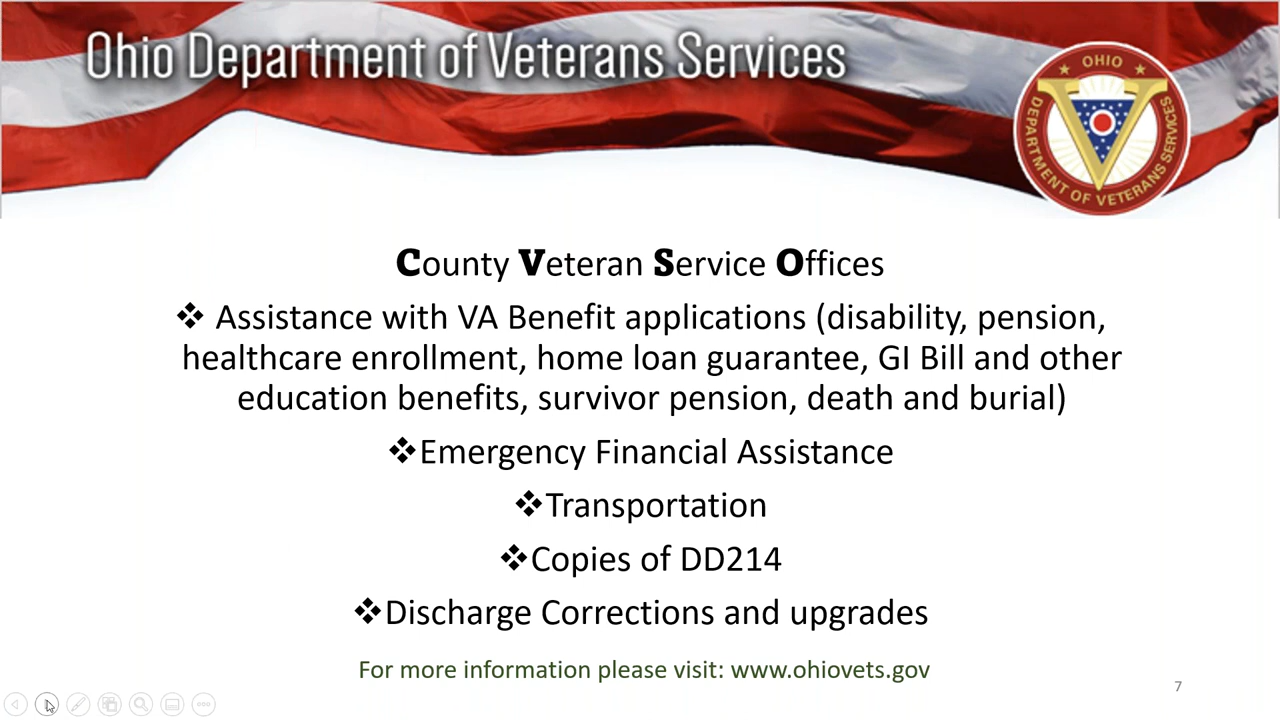 Ohio Department of Veterans Services
OHIO
DEPARTMENT OF VETERANS SERVICES
County Veteran Service Offices
❖ Assistance with VA Benefit applications (disability, pension,
healthcare enrollment, home loan guarantee, GI Bill and other
education benefits, survivor pension, death and burial)
❖Emergency Financial Assistance
❖Transportation
❖Copies of DD214
❖Discharge Corrections and upgrades
For more information please visit: www.ohiovets.gov
7